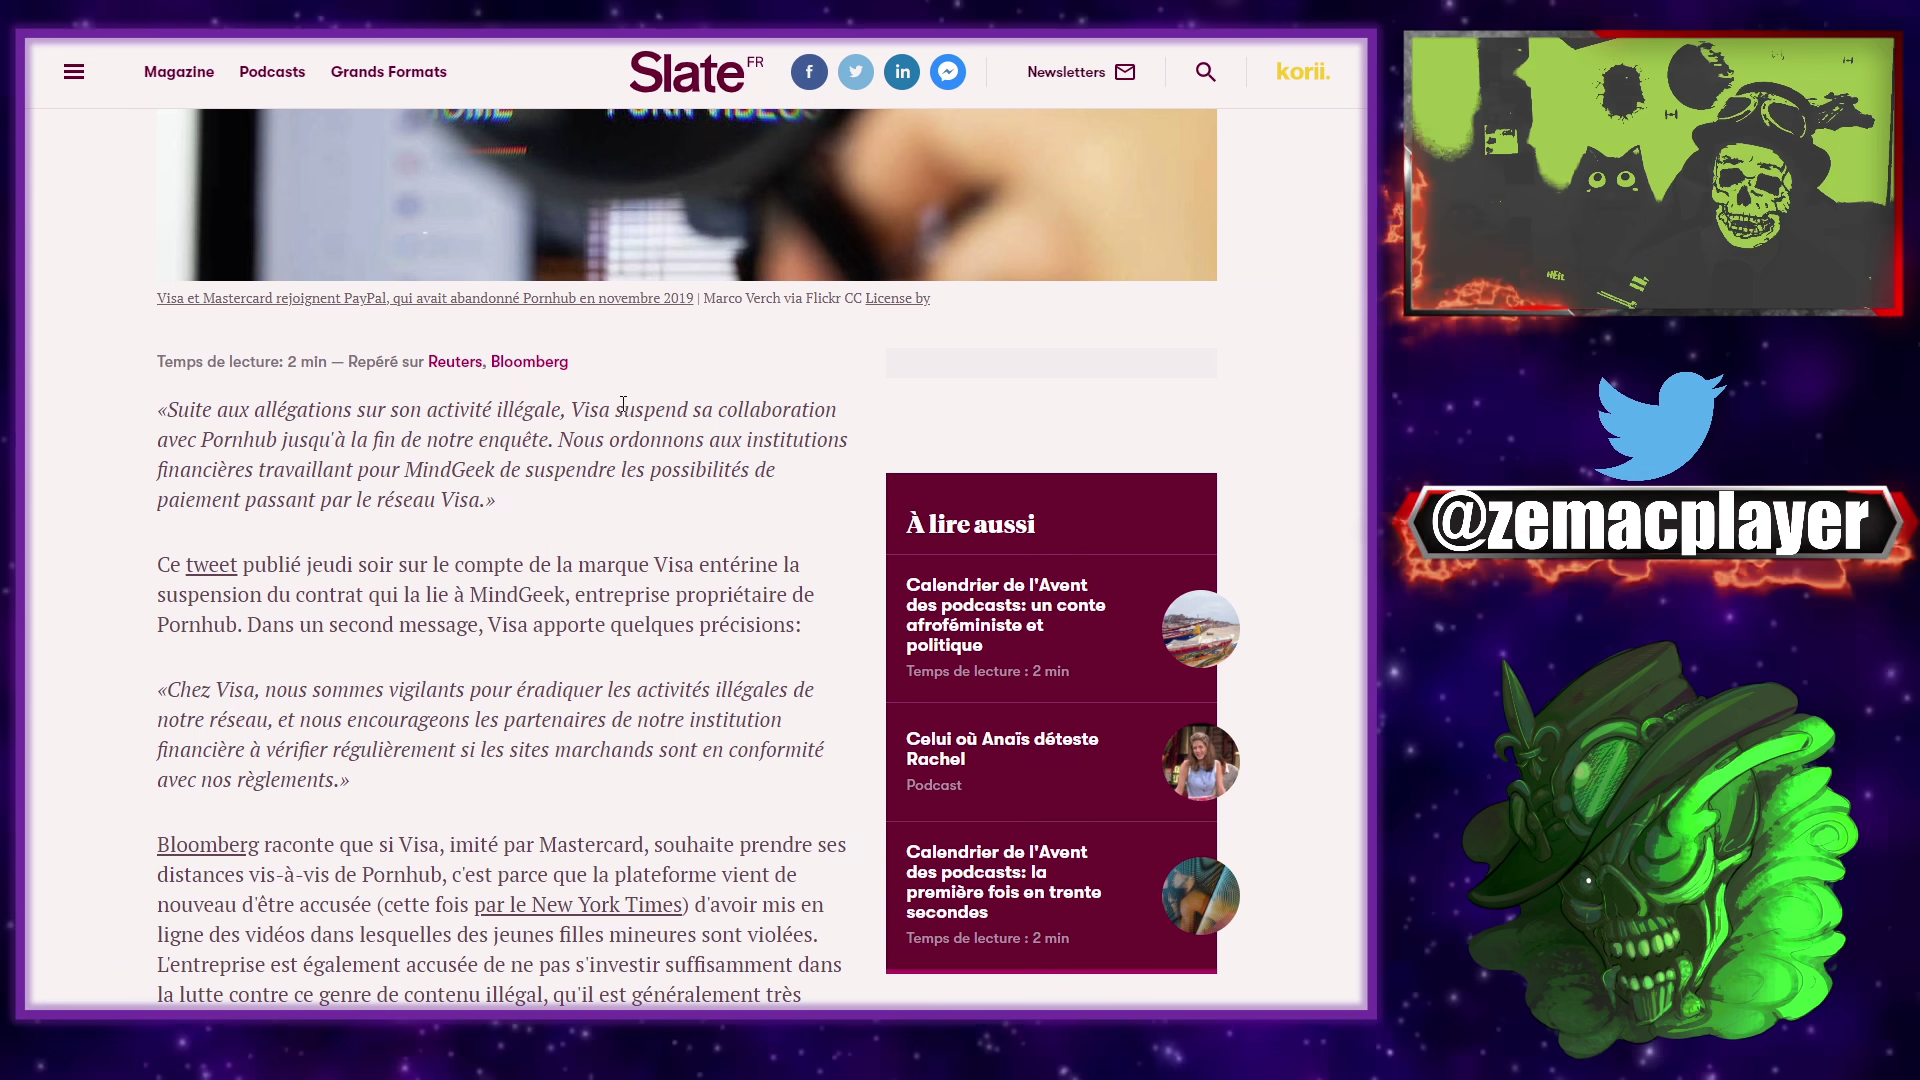 Magazine Podcasts Grands Formats Slate FR f in Newsletters korii.
Visa et Mastercard rejoignent PayPal, qui avait abandonné Pornhub en novembre 2019 | Marco Verch via Flickr CC License by
Temps de lecture: 2 min — Repéré sur Reuters, Bloomberg
«Suite aux allégations sur son activité illégale, Visa suspend sa collaboration
avec Pornhub jusqu'à la fin de notre enquête. Nous ordonnons aux institutions
financières travaillant pour MindGeek de suspendre les possibilités de
paiement passant par le réseau Visa.»
Ce tweet publié jeudi soir sur le compte de la marque Visa entérine la
suspension du contrat qui la lie à MindGeek, entreprise propriétaire de
Pornhub. Dans un second message, Visa apporte quelques précisions:
«Chez Visa, nous sommes vigilants pour éradiquer les activités illégales de
notre réseau, et nous encourageons les partenaires de notre institution
financière à vérifier régulièrement si les sites marchands sont en conformité
avec nos règlements.»
Bloomberg raconte que si Visa, imité par Mastercard, souhaite prendre ses
distances vis-à-vis de Pornhub, c'est parce que la plateforme vient de
nouveau d'être accusée (cette fois par le New York Times) d'avoir mis en
ligne des vidéos dans lesquelles des jeunes filles mineures sont violées.
L'entreprise est également accusée de ne pas s'investir suffisamment dans
la lutte contre ce genre de contenu illégal, qu'il est généralement très
À lire aussi
Calendrier de l'Avent
des podcasts: un conte
afroféministe et
politique
Temps de lecture : 2 min
Celui où Anaïs déteste
Rachel
Podcast
Calendrier de l'Avent
des podcasts: la
première fois en trente
secondes
Temps de lecture : 2 min
@zemacplayer